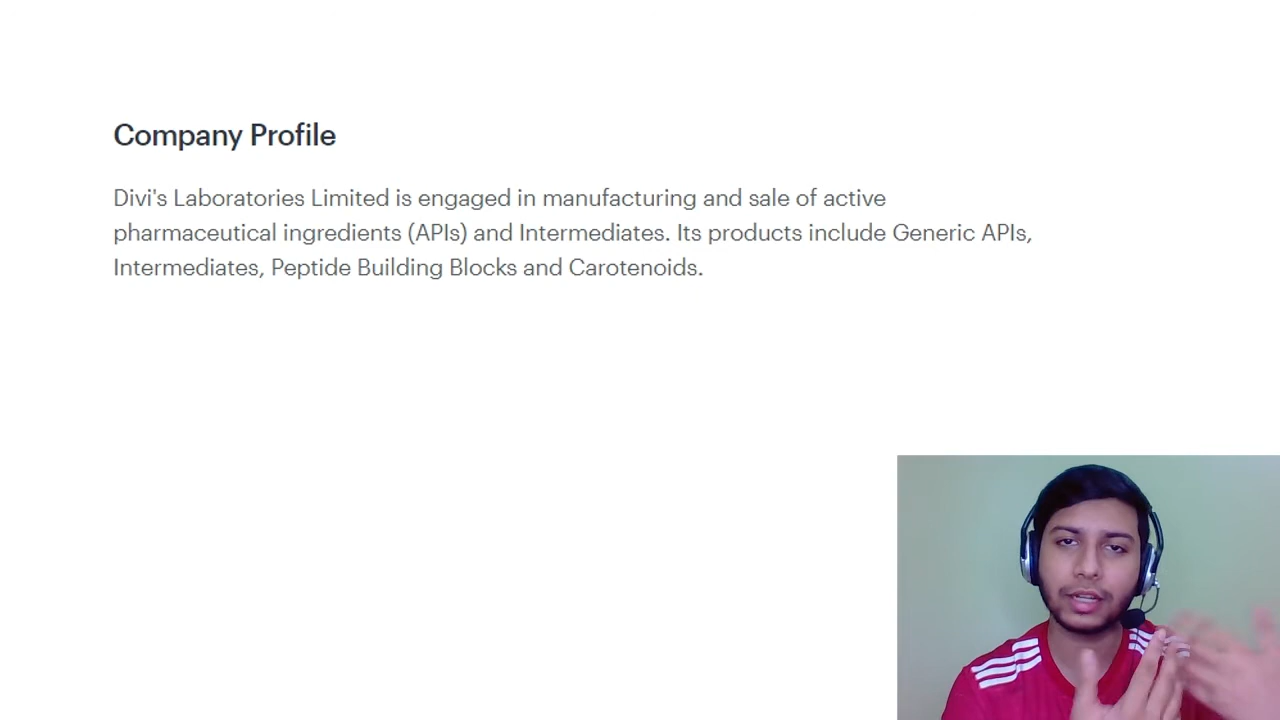 Company Profile
Divi's Laboratories Limited is engaged in manufacturing and sale of active
pharmaceutical ingredients (APIs) and Intermediates. Its products include Generic APIs,
Intermediates, Peptide Building Blocks and Carotenoids.